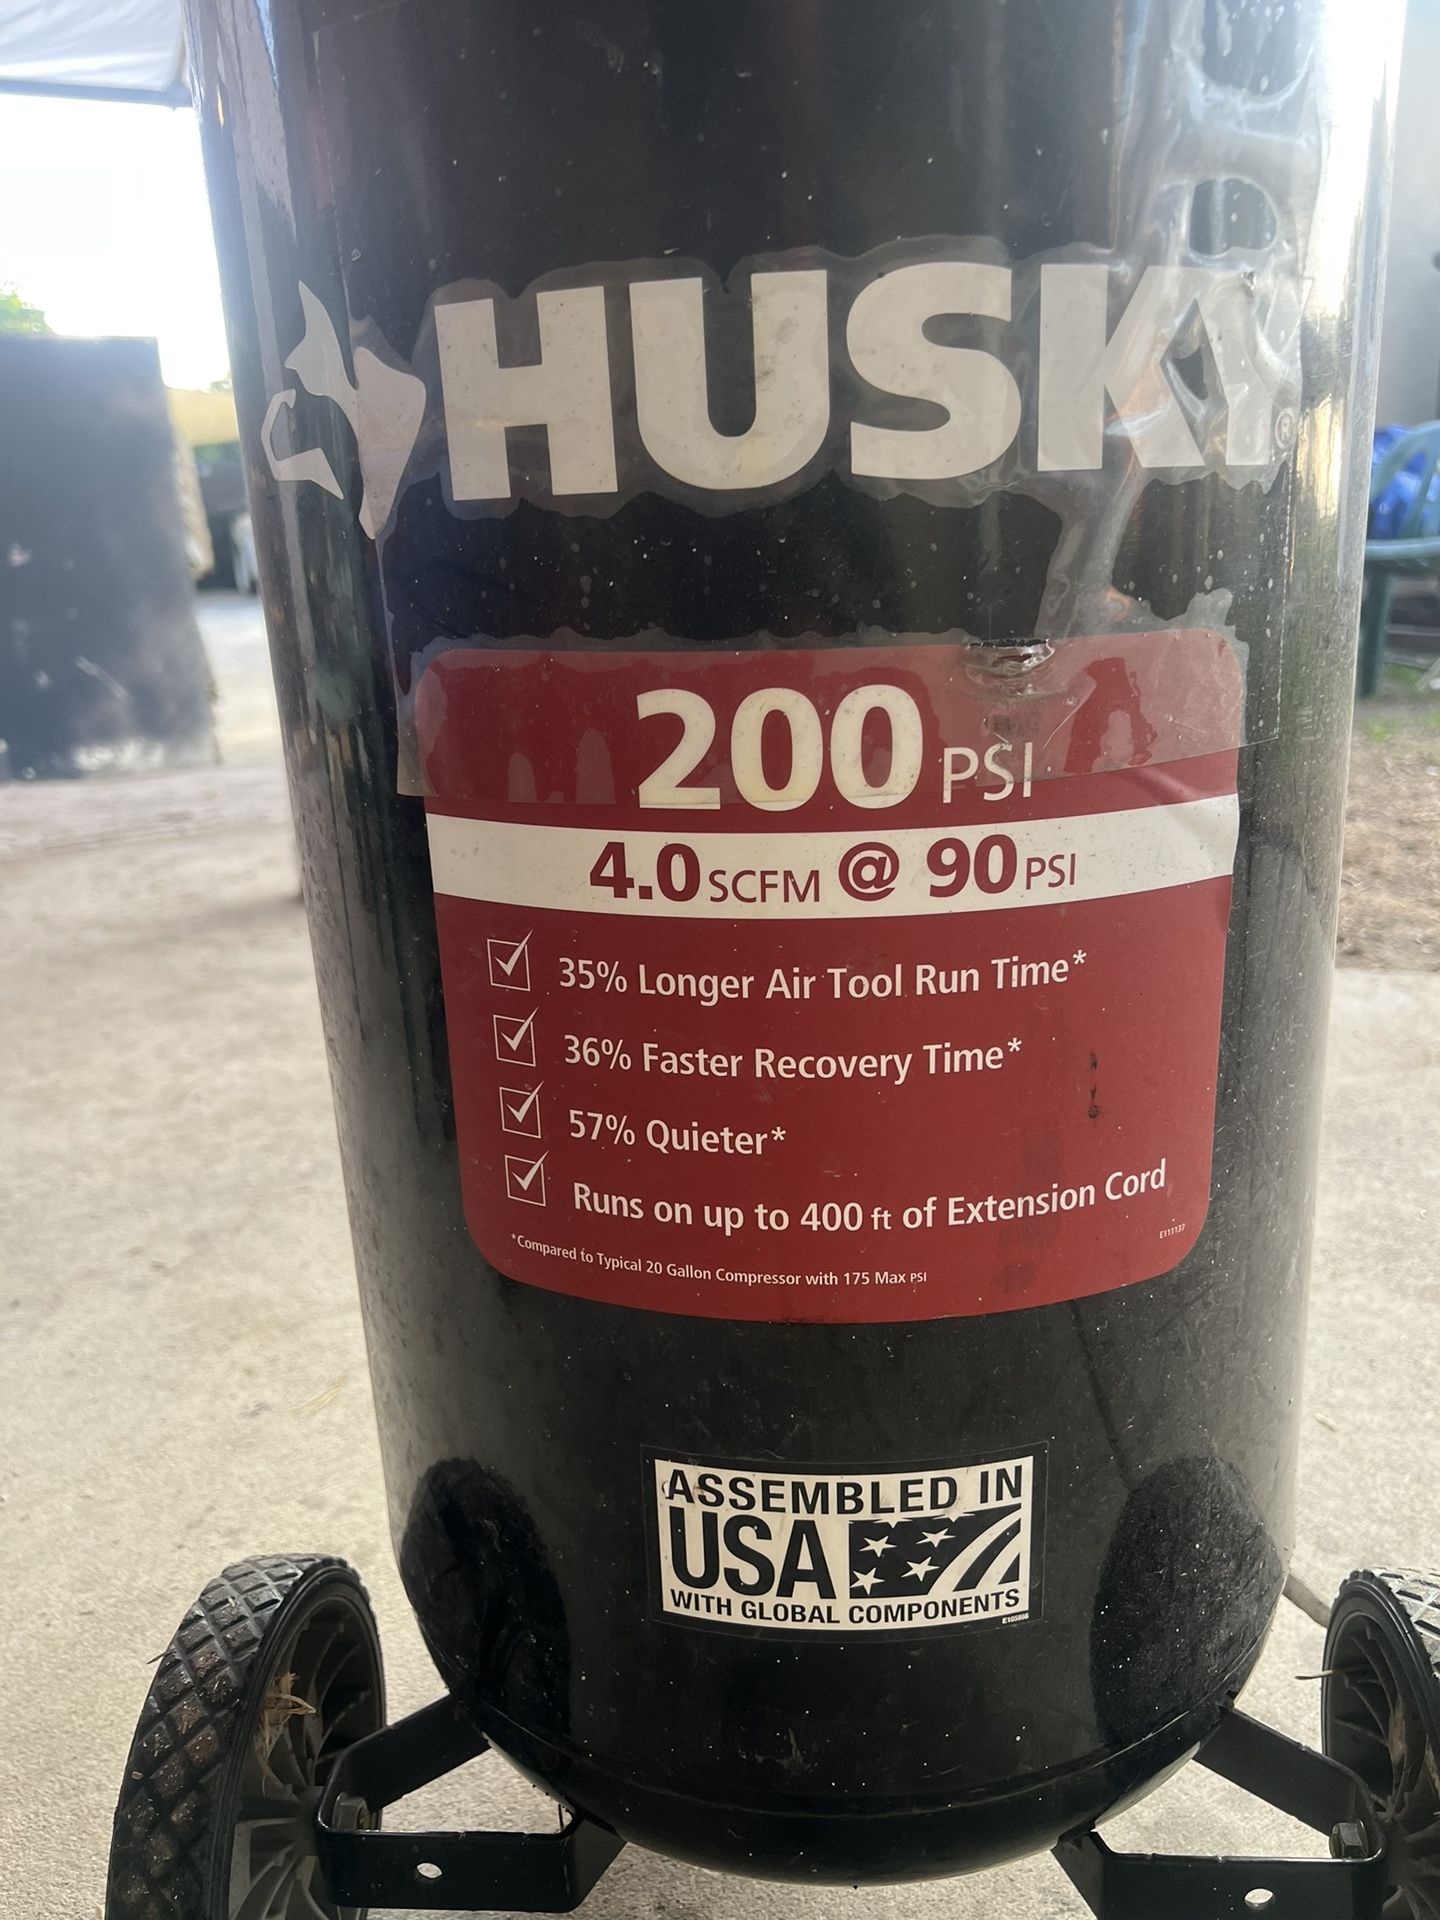 HUSKY®
200 PSI
4.0 SCFM @ 90 PSI
35% Longer Air Tool Run Time*
36% Faster Recovery Time*
57% Quieter*
Runs on up to 400 ft of Extension Cord
E111137
*Compared to Typical 20 Gallon Compressor with 175 Max PSI
ASSEMBLED IN
USA
WITH GLOBAL COMPONENTS